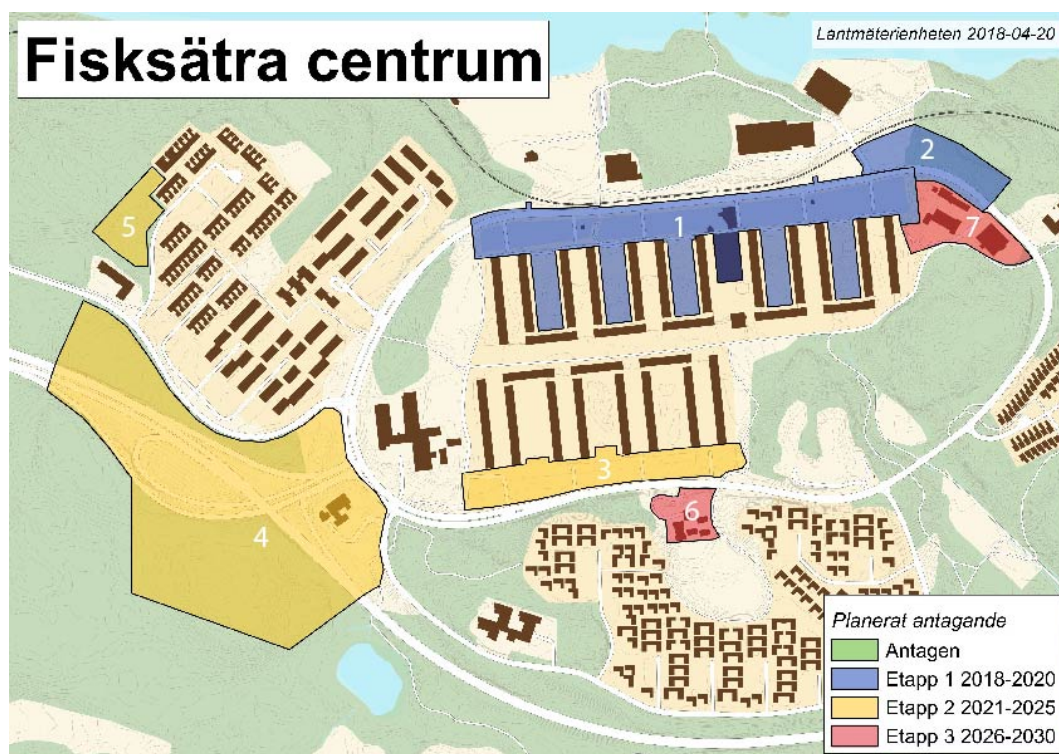 Fisksätra centrum
Lantmäterienheten 2018-04-20
2
1
7
5
3
4
6
Planerat antagande
Antagen
Etapp 1 2018-2020
Etapp 2 2021-2025
Etapp 3 2026-2030